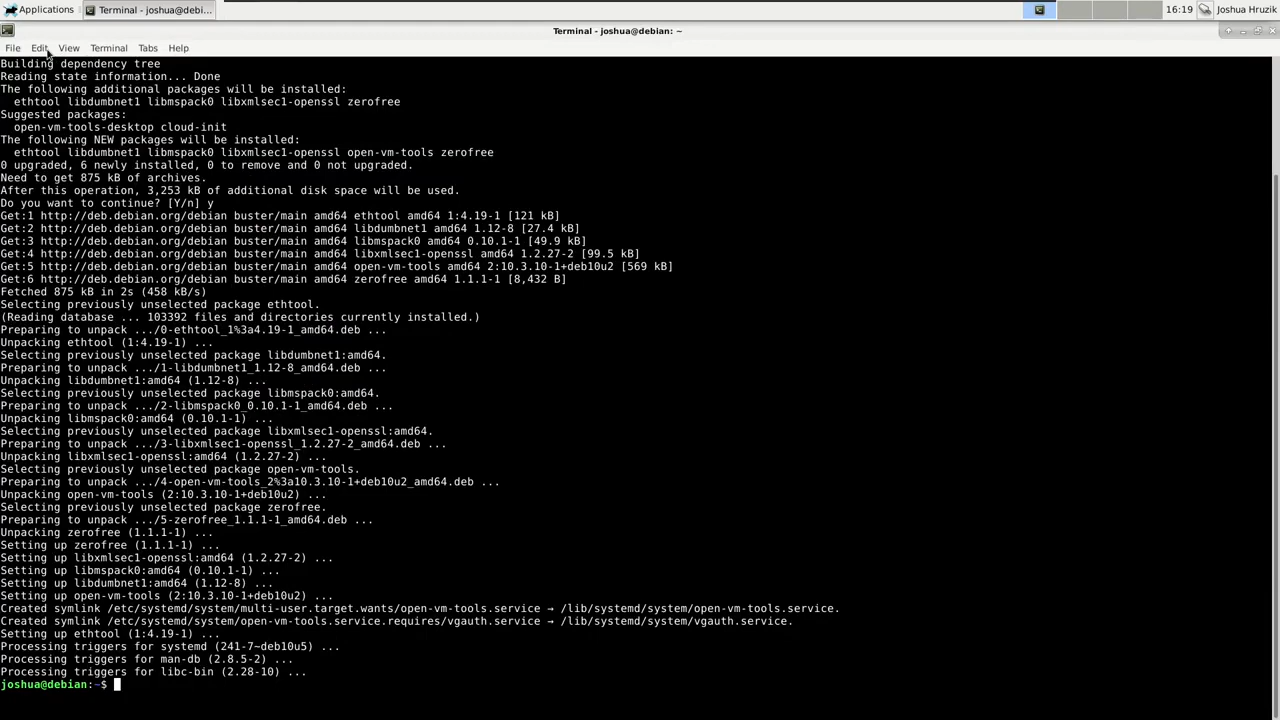 Applications
Terminal - joshua@debi...
16:19
Joshua Hruzik
Terminal - joshua@debian: ~
File Edit View Terminal Tabs Help
Building dependency tree
Reading state information... Done
The following additional packages will be installed:
  ethtool libdumbnet1 libmspack0 libxmlsec1-openssl zerofree
Suggested packages:
  open-vm-tools-desktop cloud-init
The following NEW packages will be installed:
  ethtool libdumbnet1 libmspack0 libxmlsec1-openssl open-vm-tools zerofree
0 upgraded, 6 newly installed, 0 to remove and 0 not upgraded.
Need to get 875 kB of archives.
After this operation, 3,253 kB of additional disk space will be used.
Do you want to continue? [Y/n] y
Get:1 http://deb.debian.org/debian buster/main amd64 ethtool amd64 1:4.19-1 [121 kB]
Get:2 http://deb.debian.org/debian buster/main amd64 libdumbnet1 amd64 1.12-8 [27.4 kB]
Get:3 http://deb.debian.org/debian buster/main amd64 libmspack0 amd64 0.10.1-1 [49.9 kB]
Get:4 http://deb.debian.org/debian buster/main amd64 libxmlsec1-openssl amd64 1.2.27-2 [99.5 kB]
Get:5 http://deb.debian.org/debian buster/main amd64 open-vm-tools amd64 2:10.3.10-1+deb10u2 [569 kB]
Get:6 http://deb.debian.org/debian buster/main amd64 zerofree amd64 1.1.1-1 [8,432 B]
Fetched 875 kB in 2s (458 kB/s)
Selecting previously unselected package ethtool.
(Reading database ... 103392 files and directories currently installed.)
Preparing to unpack .../0-ethtool_1%3a4.19-1_amd64.deb ...
Unpacking ethtool (1:4.19-1) ...
Selecting previously unselected package libdumbnet1:amd64.
Preparing to unpack .../1-libdumbnet1_1.12-8_amd64.deb ...
Unpacking libdumbnet1:amd64 (1.12-8) ...
Selecting previously unselected package libmspack0:amd64.
Preparing to unpack .../2-libmspack0_0.10.1-1_amd64.deb ...
Unpacking libmspack0:amd64 (0.10.1-1) ...
Selecting previously unselected package libxmlsec1-openssl:amd64.
Preparing to unpack .../3-libxmlsec1-openssl_1.2.27-2_amd64.deb ...
Unpacking libxmlsec1-openssl:amd64 (1.2.27-2) ...
Selecting previously unselected package open-vm-tools.
Preparing to unpack .../4-open-vm-tools_2%3a10.3.10-1+deb10u2_amd64.deb ...
Unpacking open-vm-tools (2:10.3.10-1+deb10u2) ...
Selecting previously unselected package zerofree.
Preparing to unpack .../5-zerofree_1.1.1-1_amd64.deb ...
Unpacking zerofree (1.1.1-1) ...
Setting up zerofree (1.1.1-1) ...
Setting up libxmlsec1-openssl:amd64 (1.2.27-2) ...
Setting up libmspack0:amd64 (0.10.1-1) ...
Setting up libdumbnet1:amd64 (1.12-8) ...
Setting up open-vm-tools (2:10.3.10-1+deb10u2) ...
Created symlink /etc/systemd/system/multi-user.target.wants/open-vm-tools.service → /lib/systemd/system/open-vm-tools.service.
Created symlink /etc/systemd/system/open-vm-tools.service.requires/vgauth.service → /lib/systemd/system/vgauth.service.
Setting up ethtool (1:4.19-1) ...
Processing triggers for systemd (241-7~deb10u5) ...
Processing triggers for man-db (2.8.5-2) ...
Processing triggers for libc-bin (2.28-10) ...
joshua@debian:~$